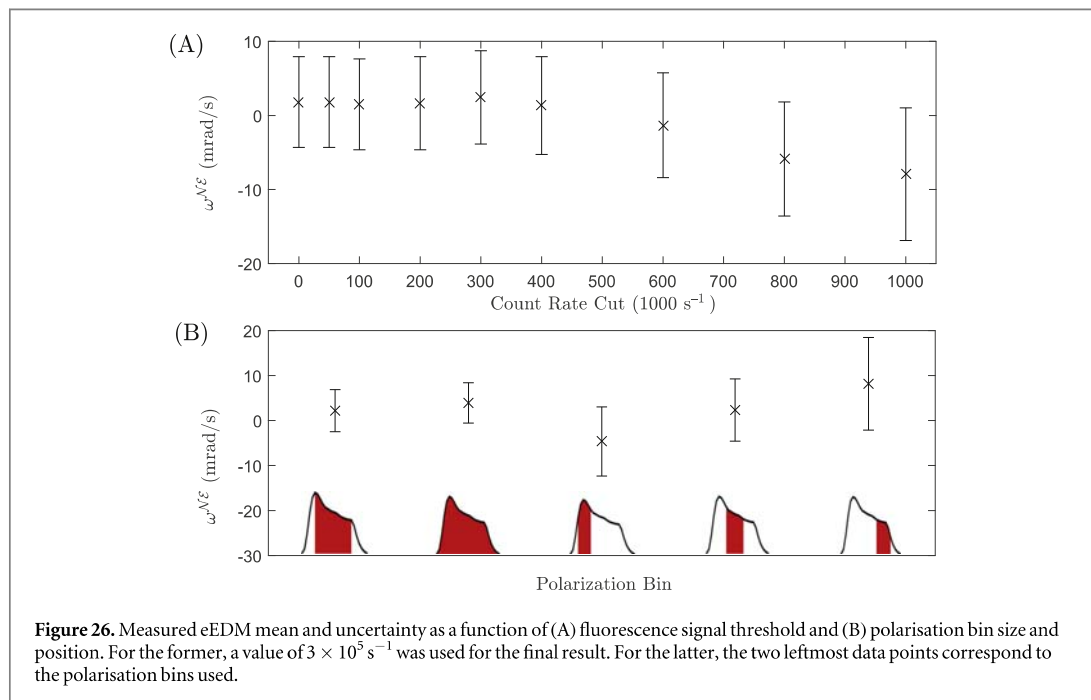 (A)
10
0
-10
-20
ω^𝒩ℰ (mrad/s)
0 50 100 200 300 400 500 600 700 800 900 1000
Count Rate Cut (1000 s⁻¹)
(B)
20
10
0
-10
-20
-30
ω^𝒩ℰ (mrad/s)
Polarization Bin
Figure 26. Measured eEDM mean and uncertainty as a function of (A) fluorescence signal threshold and (B) polarisation bin size and
position. For the former, a value of 3 × 10⁵ s⁻¹ was used for the final result. For the latter, the two leftmost data points correspond to
the polarisation bins used.